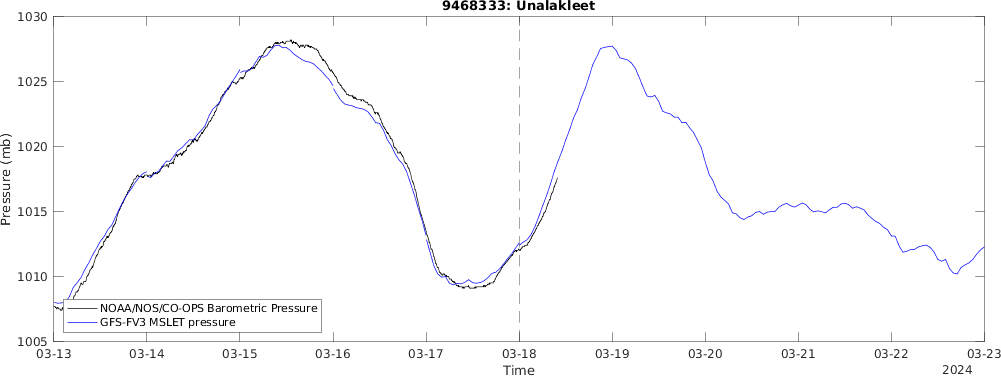 9468333: Unalakleet
1030
1025
1020
1015
1010
1005
Pressure (mb)
NOAA/NOS/CO-OPS Barometric Pressure
GFS-FV3 MSLET pressure
03-13 03-14 03-15 03-16 03-17 03-18 03-19 03-20 03-21 03-22 03-23
Time
2024